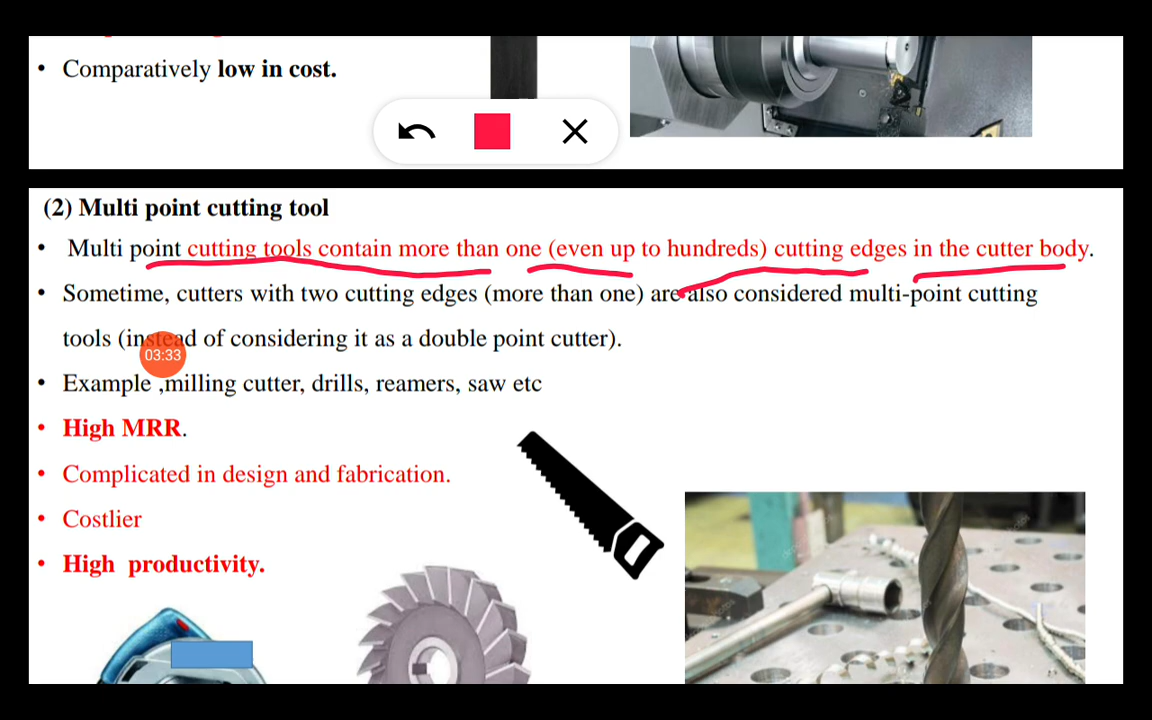 • Comparatively low in cost.
(2) Multi point cutting tool
• Multi point cutting tools contain more than one (even up to hundreds) cutting edges in the cutter body.
• Sometime, cutters with two cutting edges (more than one) are also considered multi-point cutting
tools (instead of considering it as a double point cutter).
03:33
• Example ,milling cutter, drills, reamers, saw etc
• High MRR.
• Complicated in design and fabrication.
• Costlier
• High productivity.